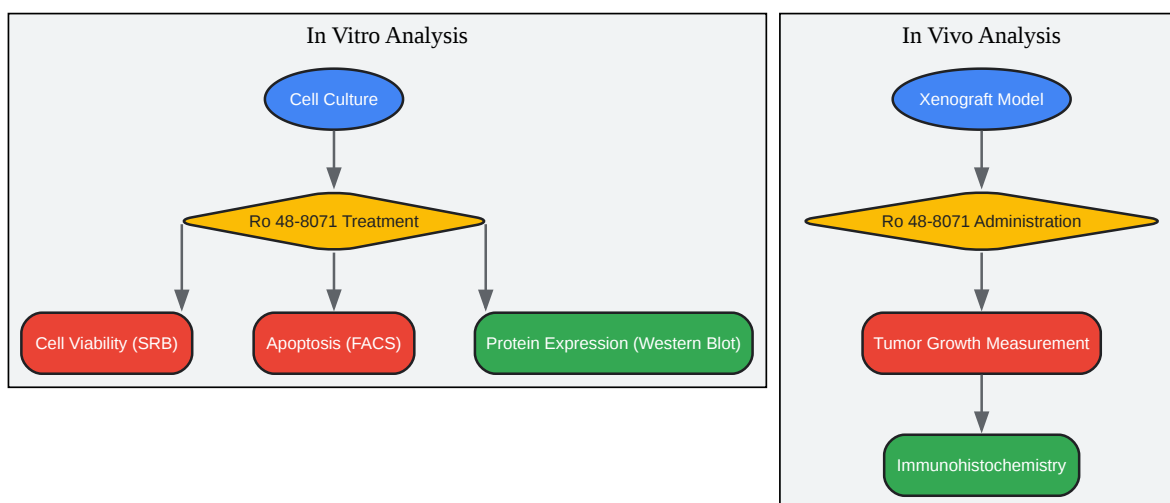 In Vitro Analysis
Cell Culture
Ro 48-8071 Treatment
Cell Viability (SRB)
Apoptosis (FACS)
Protein Expression (Western Blot)
In Vivo Analysis
Xenograft Model
Ro 48-8071 Administration
Tumor Growth Measurement
Immunohistochemistry